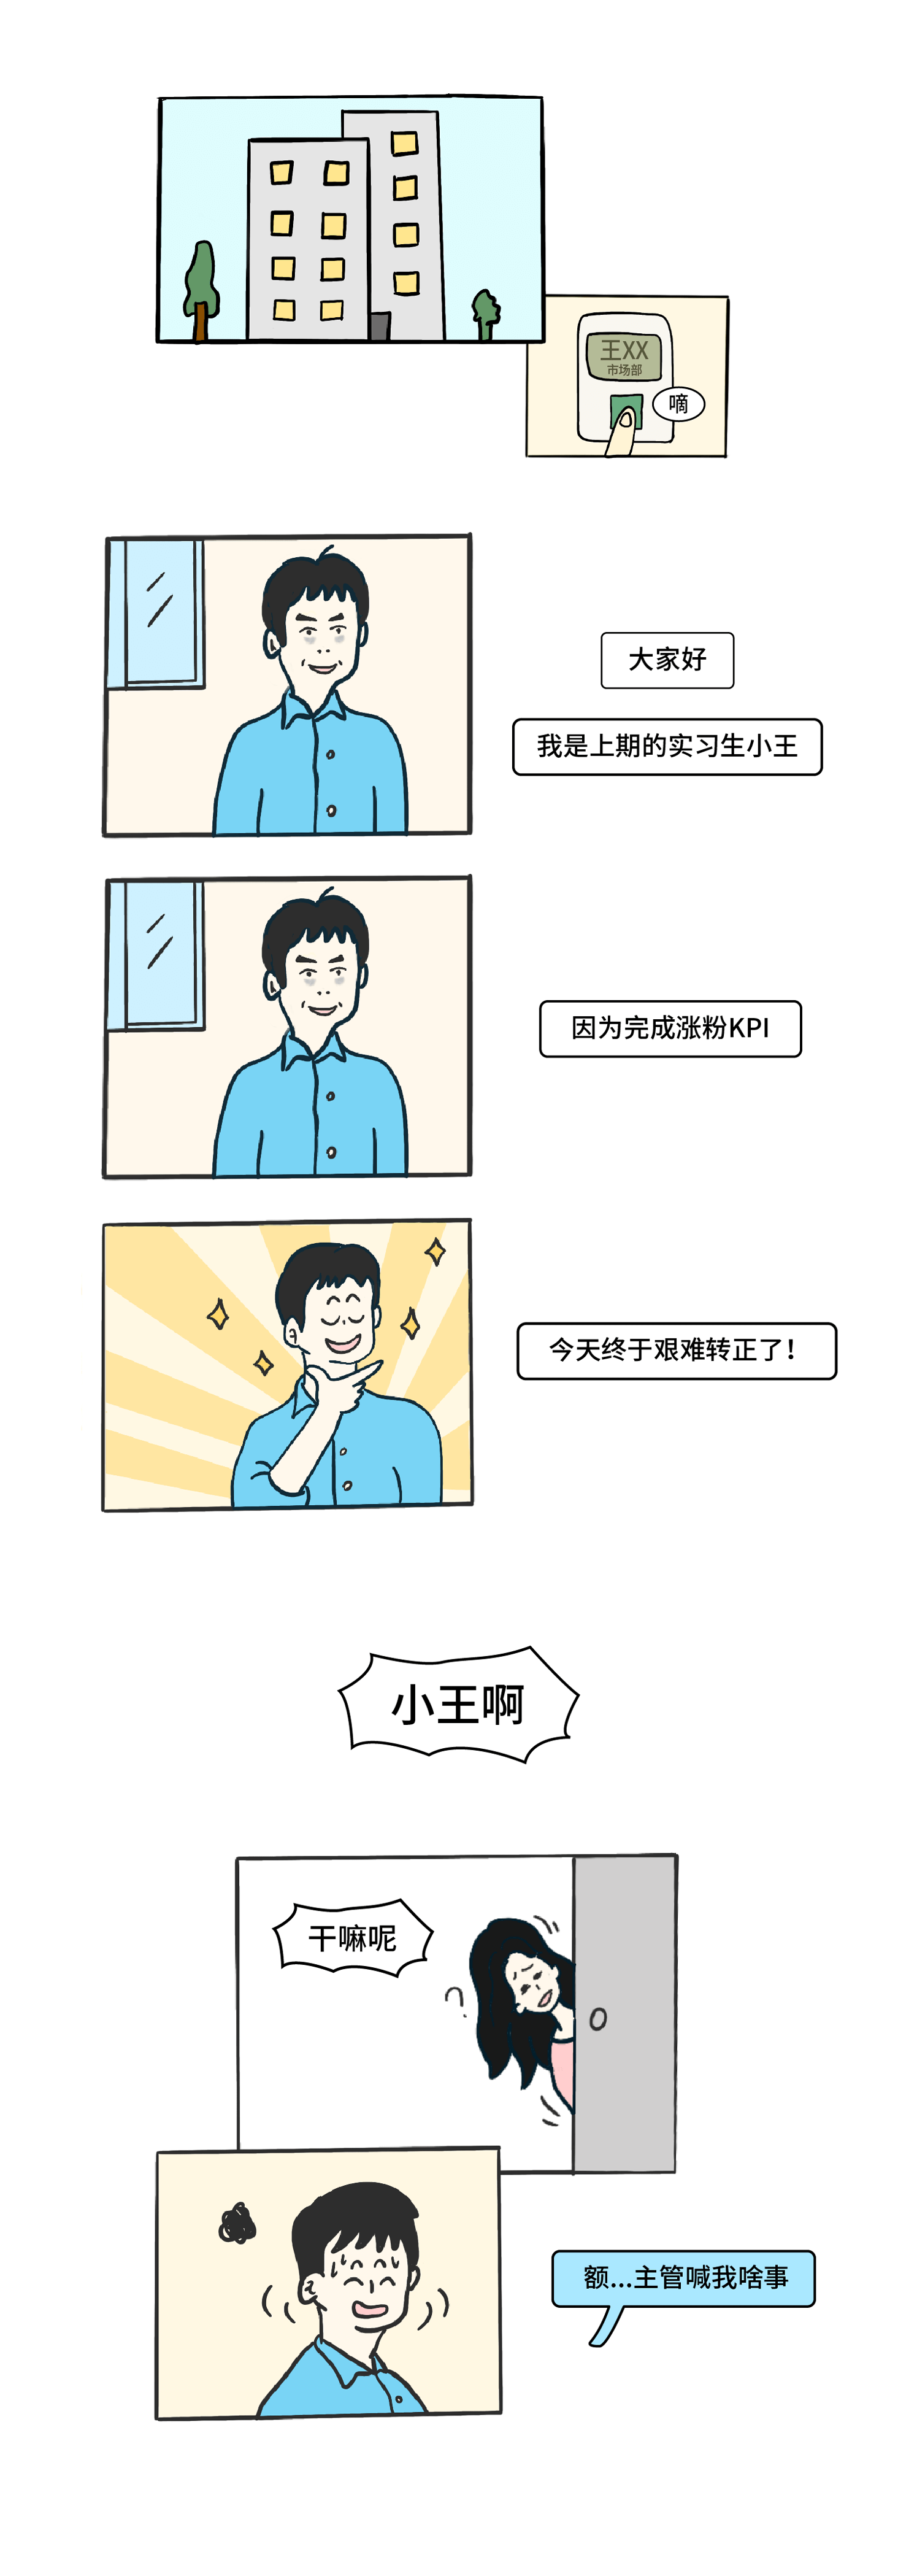 王XX
市场部
嘀
大家好
我是上期的实习生小王
因为完成涨粉KPI
今天终于艰难转正了！
小王啊
干嘛呢
?
额...主管喊我啥事